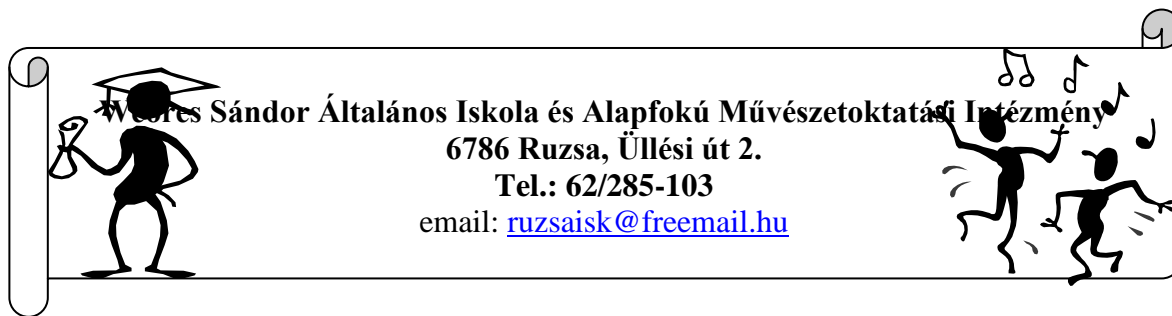 Weöres Sándor Általános Iskola és Alapfokú Művészetoktatási Intézmény
6786 Ruzsa, Üllési út 2.
Tel.: 62/285-103
email: ruzsaisk@freemail.hu